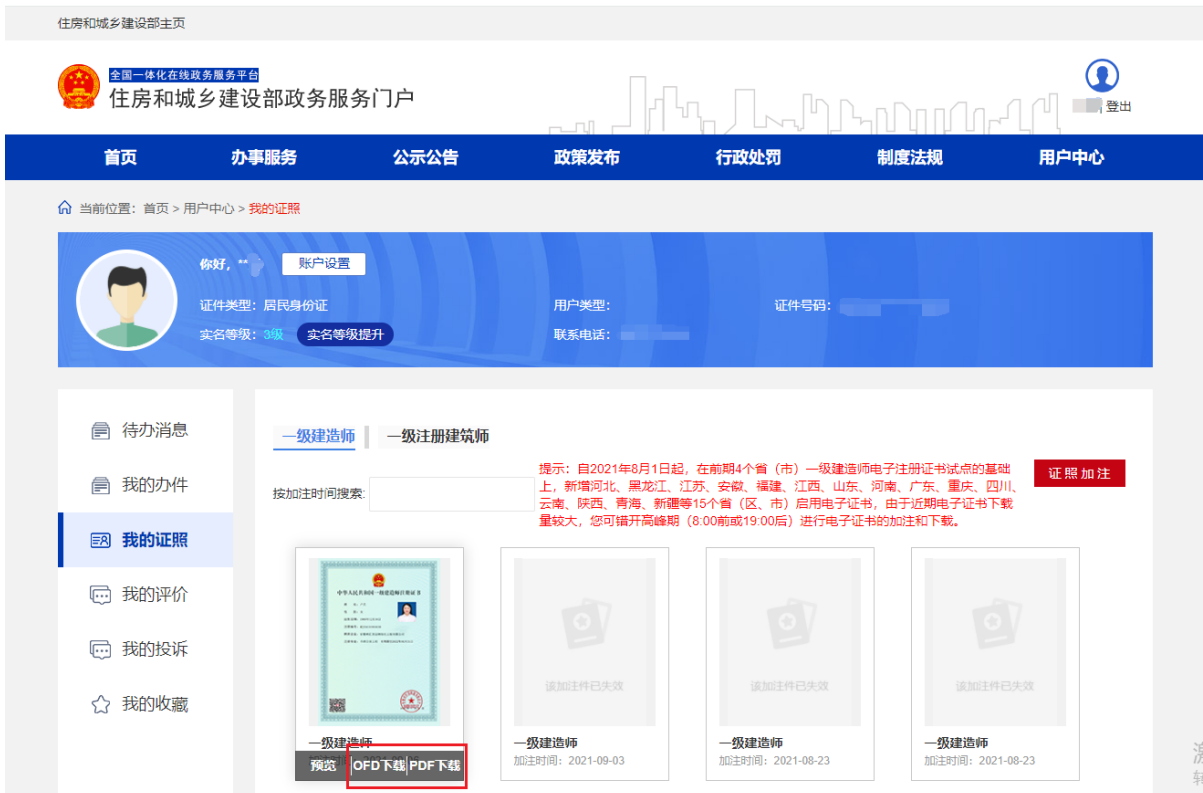 住房和城乡建设部主页
全国一体化在线政务服务平台
住房和城乡建设部政务服务门户
登出
首页 办事服务 公示公告 政策发布 行政处罚 制度法规 用户中心
当前位置：首页 > 用户中心 > 我的证照
你好，** 账户设置
证件类型：居民身份证 用户类型： 证件号码：
实名等级：3级 实名等级提升 联系电话：
待办消息
我的办件
我的证照
我的评价
我的投诉
我的收藏
一级建造师 一级注册建筑师
按加注时间搜索:
提示：自2021年8月1日起，在前期4个省（市）一级建造师电子注册证书试点的基础
上，新增河北、黑龙江、江苏、安徽、福建、江西、山东、河南、广东、重庆、四川、
云南、陕西、青海、新疆等15个省（区、市）启用电子证书，由于近期电子证书下载
量较大，您可错开高峰期（8:00前或19:00后）进行电子证书的加注和下载。
证照加注
中华人民共和国一级建造师注册证书
一级建造师
预览 OFD下载 PDF下载
该加注件已失效
一级建造师
加注时间：2021-09-03
该加注件已失效
一级建造师
加注时间：2021-08-23
该加注件已失效
一级建造师
加注时间：2021-08-23